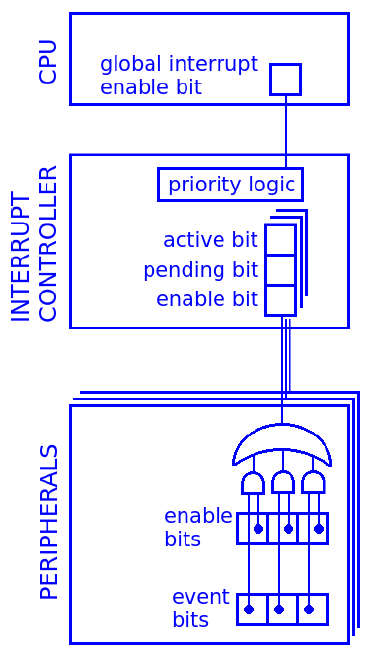 CPU
global interrupt
enable bit
INTERRUPT
CONTROLLER
priority logic
active bit
pending bit
enable bit
PERIPHERALS
enable
bits
event
bits